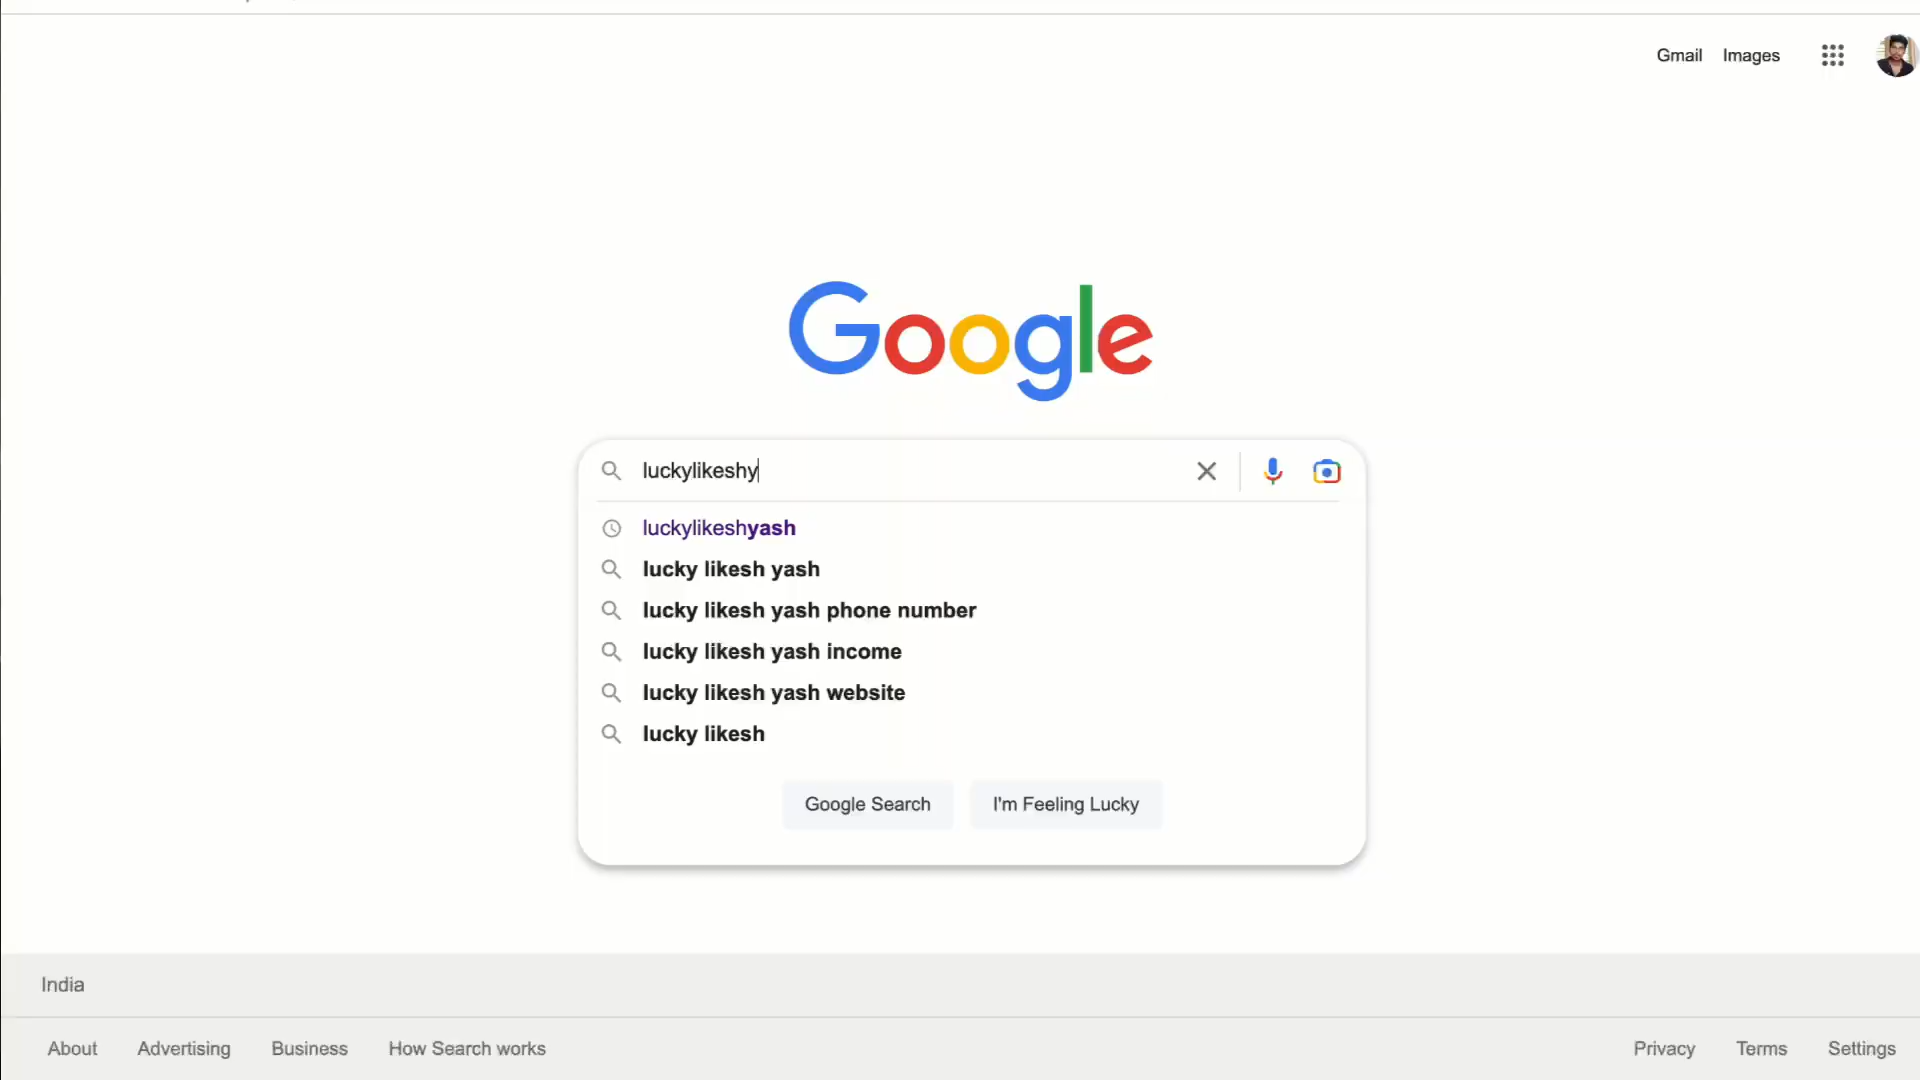 Gmail Images
Google
luckylikeshy
luckylikeshyash
lucky likesh yash
lucky likesh yash phone number
lucky likesh yash income
lucky likesh yash website
lucky likesh
Google Search I'm Feeling Lucky
India
About Advertising Business How Search works Privacy Terms Settings